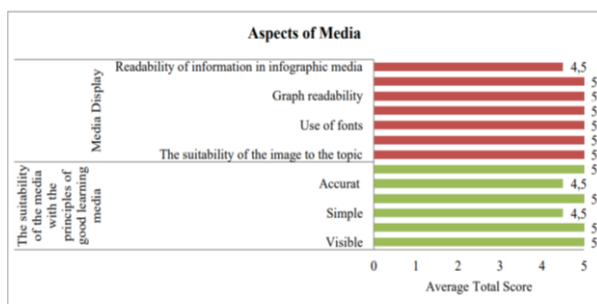 Aspects of Media
Media Display
Readability of information in infographic media
4,5
5
Graph readability
5
5
Use of fonts
5
5
The suitability of the image to the topic
5
The suitability
of the media
with the
principles of
good learning
media
5
Accurat
4,5
5
Simple
4,5
5
Visible
5
0 1 2 3 4 5
Average Total Score